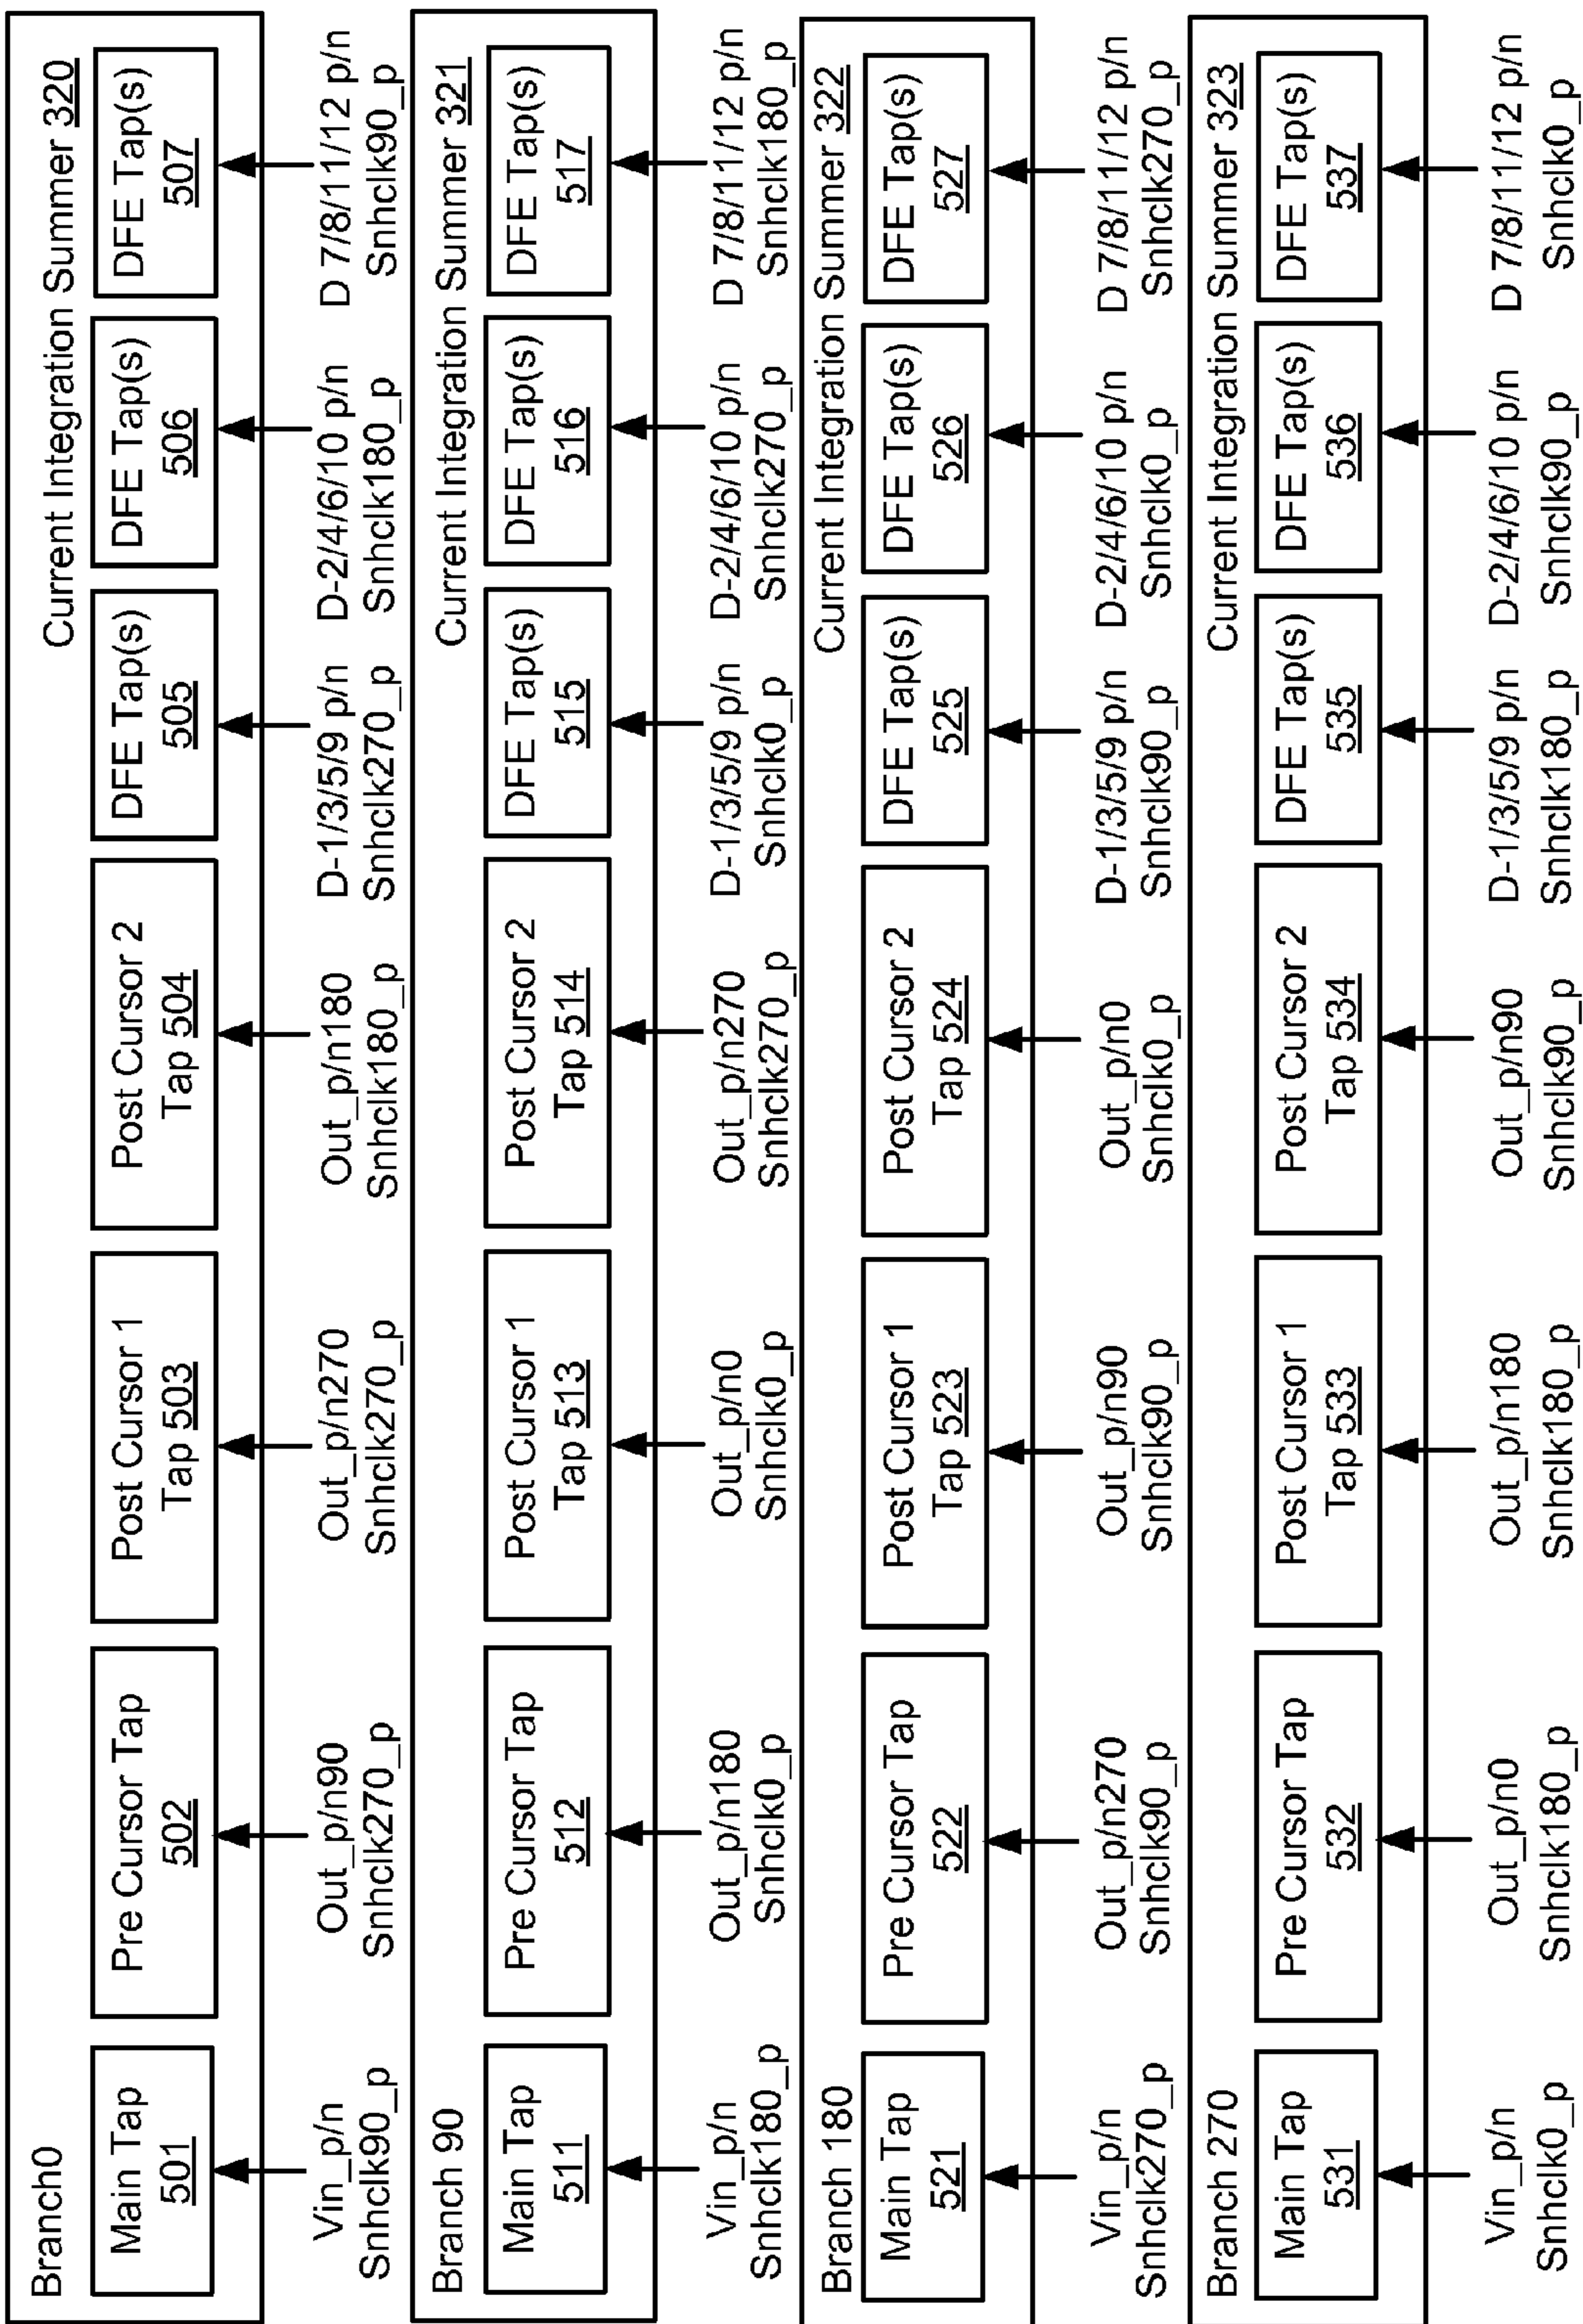 Branch0
Current Integration Summer 320
Main Tap
501
Pre Cursor Tap
502
Post Cursor 1
Tap 503
Post Cursor 2
Tap 504
DFE Tap(s)
505
DFE Tap(s)
506
DFE Tap(s)
507
Vin_p/n
Snhclk90_p
Out_p/n90
Snhclk270_p
Out_p/n270
Snhclk270_p
Out_p/n180
Snhclk180_p
D-1/3/5/9 p/n
Snhclk270_p
D-2/4/6/10 p/n
Snhclk180_p
D 7/8/11/12 p/n
Snhclk90_p
Branch 90
Current Integration Summer 321
Main Tap
511
Pre Cursor Tap
512
Post Cursor 1
Tap 513
Post Cursor 2
Tap 514
DFE Tap(s)
515
DFE Tap(s)
516
DFE Tap(s)
517
Vin_p/n
Snhclk180_p
Out_p/n180
Snhclk0_p
Out_p/n0
Snhclk0_p
Out_p/n270
Snhclk270_p
D-1/3/5/9 p/n
Snhclk0_p
D-2/4/6/10 p/n
Snhclk270_p
D 7/8/11/12 p/n
Snhclk180_p
Branch 180
Current Integration Summer 322
Main Tap
521
Pre Cursor Tap
522
Post Cursor 1
Tap 523
Post Cursor 2
Tap 524
DFE Tap(s)
525
DFE Tap(s)
526
DFE Tap(s)
527
Vin_p/n
Snhclk270_p
Out_p/n270
Snhclk90_p
Out_p/n90
Snhclk90_p
Out_p/n0
Snhclk0_p
D-1/3/5/9 p/n
Snhclk90_p
D-2/4/6/10 p/n
Snhclk0_p
D 7/8/11/12 p/n
Snhclk270_p
Branch 270
Current Integration Summer 323
Main Tap
531
Pre Cursor Tap
532
Post Cursor 1
Tap 533
Post Cursor 2
Tap 534
DFE Tap(s)
535
DFE Tap(s)
536
DFE Tap(s)
537
Vin_p/n
Snhclk0_p
Out_p/n0
Snhclk180_p
Out_p/n180
Snhclk180_p
Out_p/n90
Snhclk90_p
D-1/3/5/9 p/n
Snhclk180_p
D-2/4/6/10 p/n
Snhclk90_p
D 7/8/11/12 p/n
Snhclk0_p